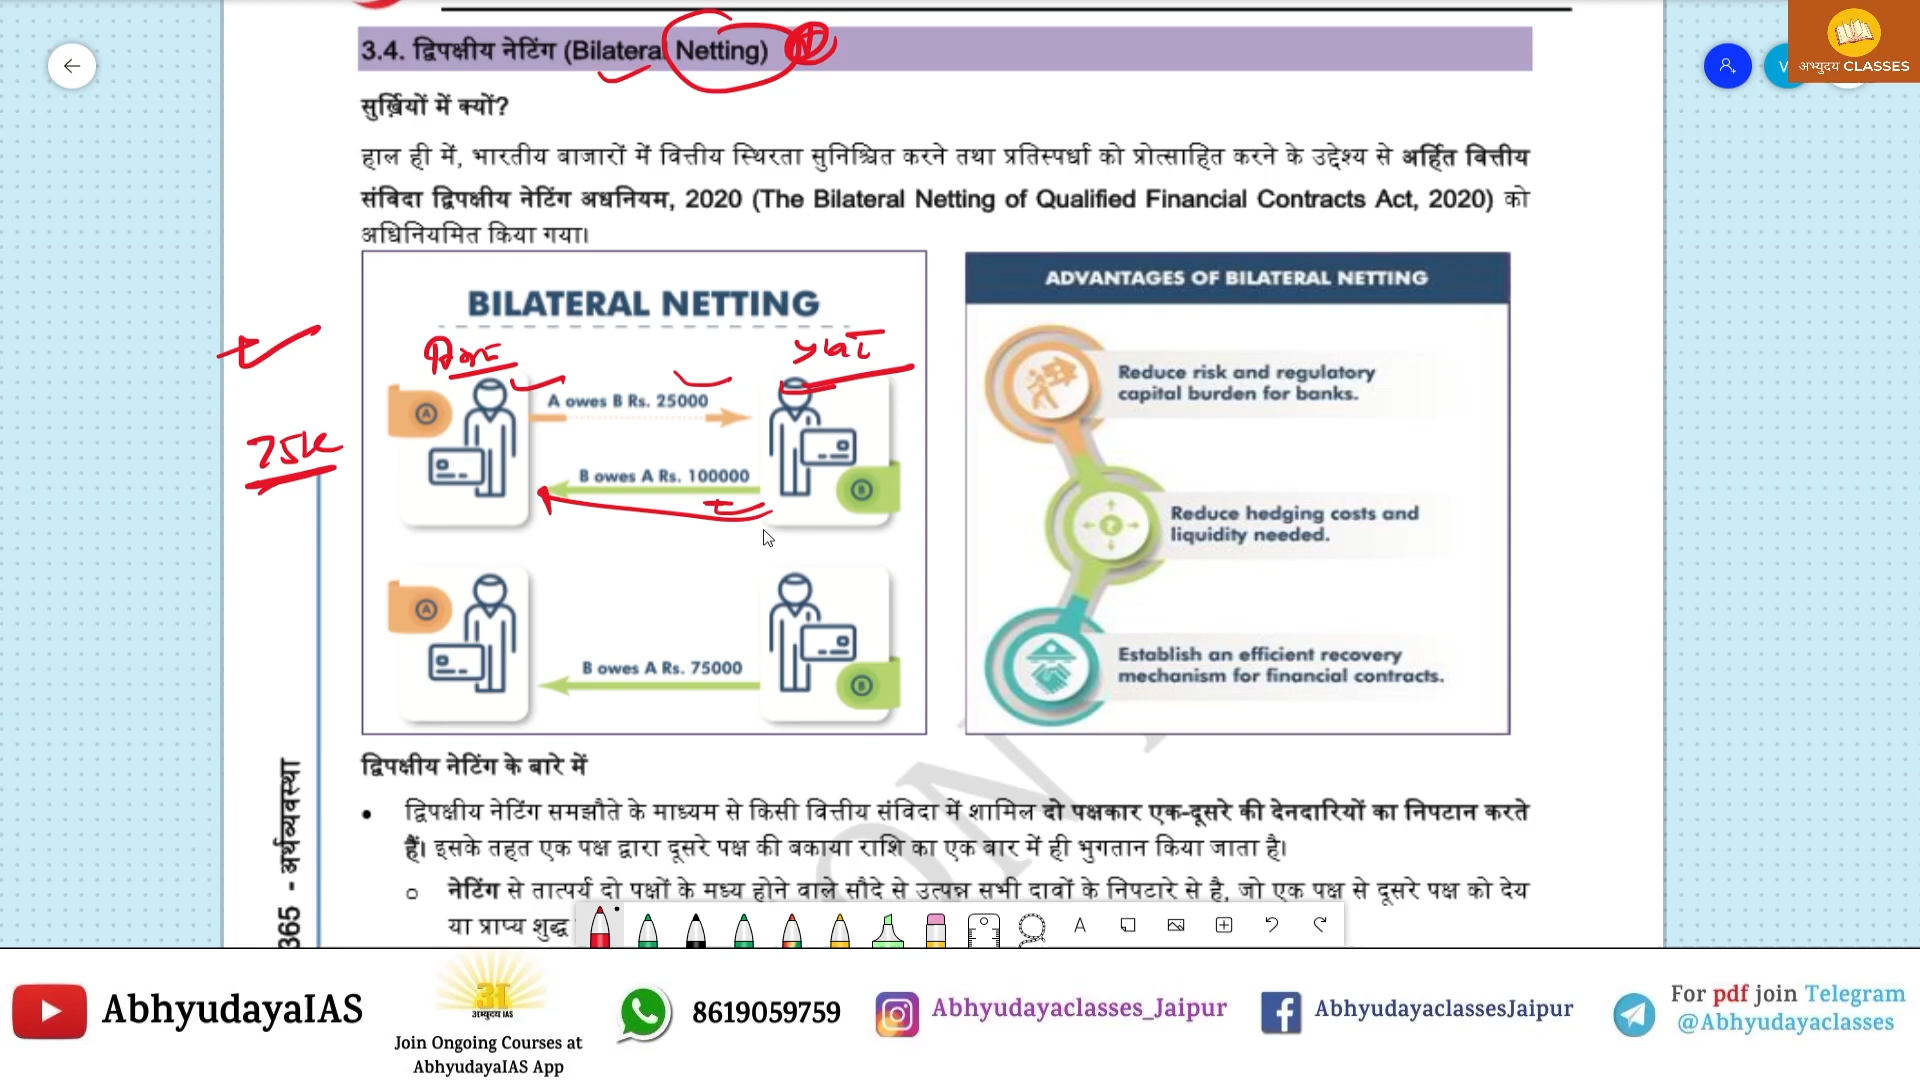 3.4. द्विपक्षीय नेटिंग (Bilateral Netting)
अभ्युदय CLASSES
सुर्ख़ियों में क्यों?
हाल ही में, भारतीय बाजारों में वित्तीय स्थिरता सुनिश्चित करने तथा प्रतिस्पर्धा को प्रोत्साहित करने के उद्देश्य से अर्हित वित्तीय
संविदा द्विपक्षीय नेटिंग अधनियम, 2020 (The Bilateral Netting of Qualified Financial Contracts Act, 2020) को
अधिनियमित किया गया।
BILATERAL NETTING
A owes B Rs. 25000
75k
B owes A Rs. 100000
A
B
B owes A Rs. 75000
A
B
ADVANTAGES OF BILATERAL NETTING
Reduce risk and regulatory
capital burden for banks.
Reduce hedging costs and
liquidity needed.
Establish an efficient recovery
mechanism for financial contracts.
द्विपक्षीय नेटिंग के बारे में
• द्विपक्षीय नेटिंग समझौते के माध्यम से किसी वित्तीय संविदा में शामिल दो पक्षकार एक-दूसरे की देनदारियों का निपटान करते
हैं। इसके तहत एक पक्ष द्वारा दूसरे पक्ष की बकाया राशि का एक बार में ही भुगतान किया जाता है।
o नेटिंग से तात्पर्य दो पक्षों के मध्य होने वाले सौदे से उत्पन्न सभी दावों के निपटारे से है, जो एक पक्ष से दूसरे पक्ष को देय
या प्राप्य शुद्ध
365 - अर्थव्यवस्था
AbhyudayaIAS
अभ्युदय IAS
Join Ongoing Courses at
AbhyudayaIAS App
8619059759
Abhyudayaclasses_Jaipur
AbhyudayaclassesJaipur
For pdf join Telegram
@Abhyudayaclasses